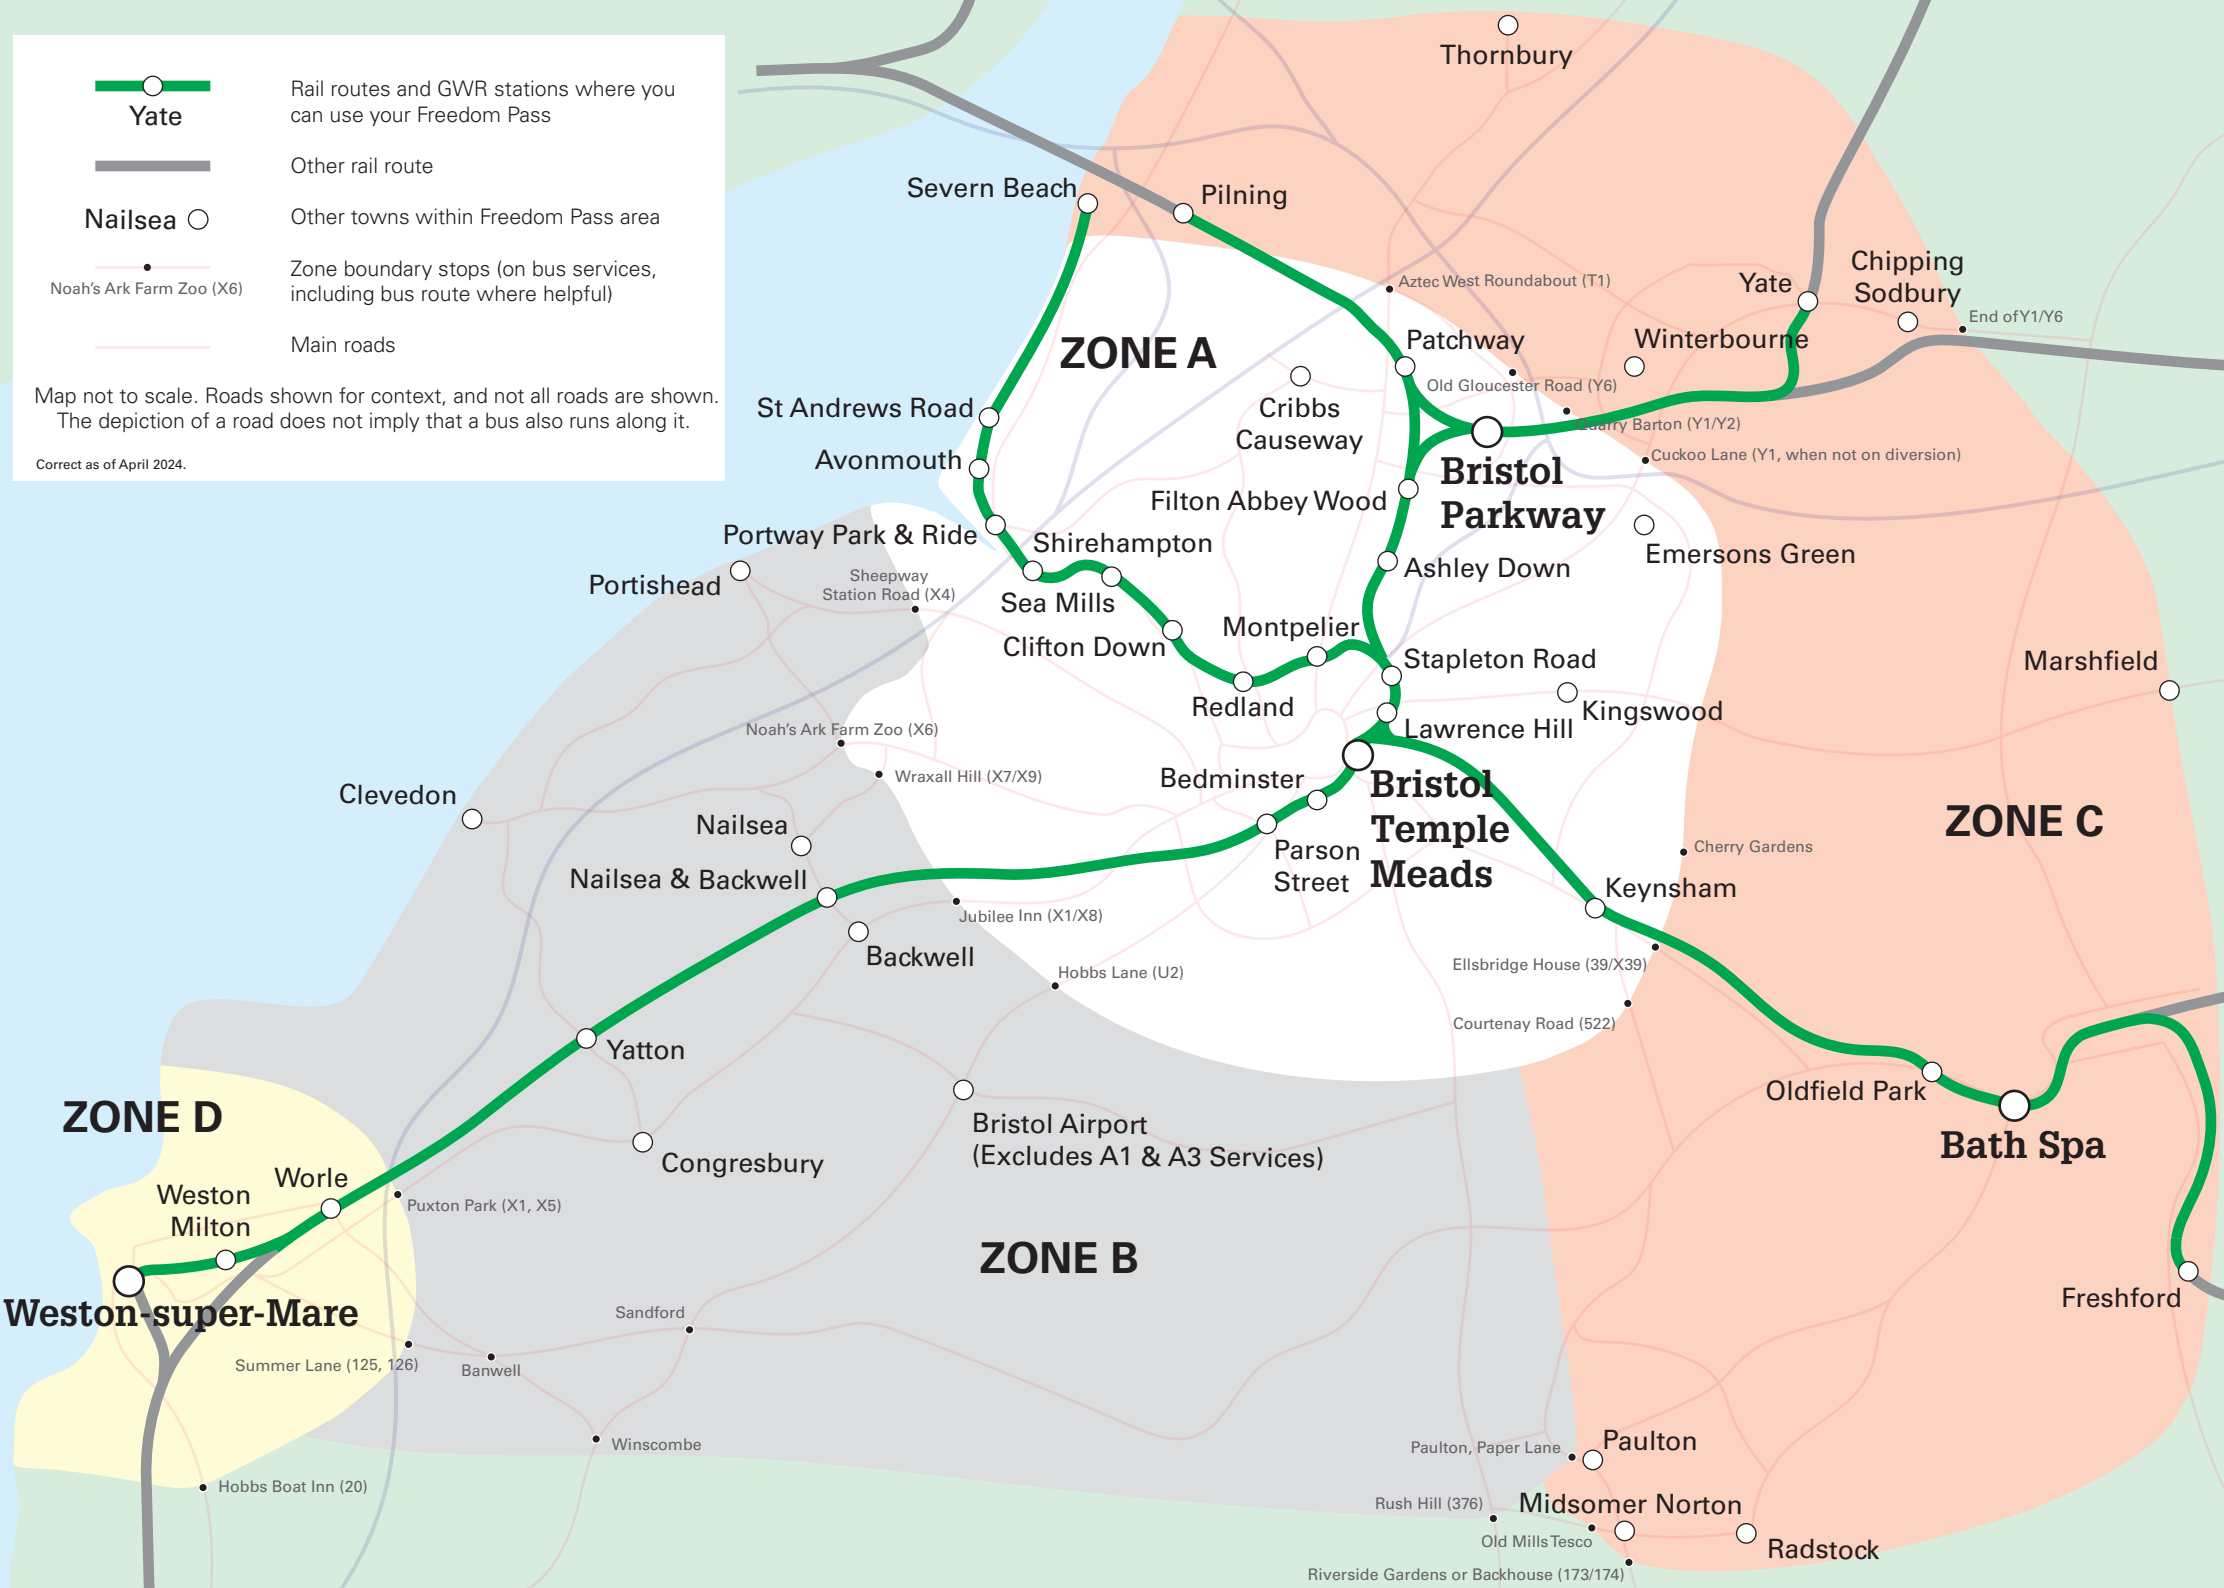 Yate
Rail routes and GWR stations where you
can use your Freedom Pass
Other rail route
Nailsea
Other towns within Freedom Pass area
Noah's Ark Farm Zoo (X6)
Zone boundary stops (on bus services,
including bus route where helpful)
Main roads
Map not to scale. Roads shown for context, and not all roads are shown.
The depiction of a road does not imply that a bus also runs along it.
Correct as of April 2024.
Thornbury
Severn Beach
Pilning
Aztec West Roundabout (T1)
Yate
Chipping
Sodbury
End of Y1/Y6
ZONE A
Patchway
Winterbourne
Old Gloucester Road (Y6)
Cribbs
Causeway
St Andrews Road
Quarry Barton (Y1/Y2)
Avonmouth
Cuckoo Lane (Y1, when not on diversion)
Bristol
Parkway
Filton Abbey Wood
Portway Park & Ride
Shirehampton
Emersons Green
Ashley Down
Portishead
Sheepway
Station Road (X4)
Sea Mills
Montpelier
Clifton Down
Stapleton Road
Marshfield
Redland
Kingswood
Lawrence Hill
Noah's Ark Farm Zoo (X6)
Wraxall Hill (X7/X9)
Bedminster
Bristol
Temple
Meads
Clevedon
Nailsea
ZONE C
Parson
Street
Cherry Gardens
Nailsea & Backwell
Keynsham
Jubilee Inn (X1/X8)
Backwell
Hobbs Lane (U2)
Ellsbridge House (39/X39)
Courtenay Road (522)
Yatton
Oldfield Park
ZONE D
Bristol Airport
(Excludes A1 & A3 Services)
Bath Spa
Congresbury
Worle
Weston
Milton
Puxton Park (X1, X5)
ZONE B
Freshford
Weston-super-Mare
Sandford
Summer Lane (125, 126)
Banwell
Winscombe
Paulton, Paper Lane
Paulton
Hobbs Boat Inn (20)
Rush Hill (376)
Midsomer Norton
Old Mills Tesco
Radstock
Riverside Gardens or Backhouse (173/174)